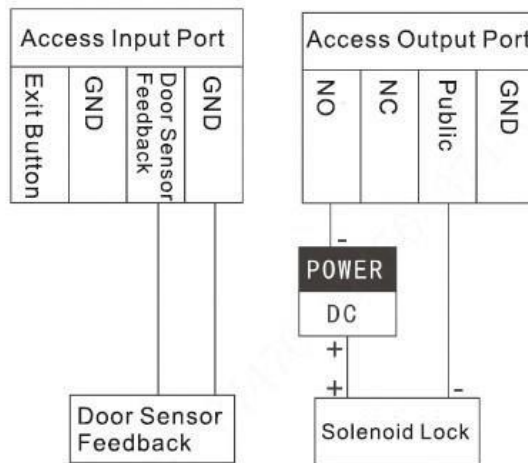 Access Input Port
Exit Button
GND
Door Sensor
Feedback
GND
Access Output Port
NO
NC
Public
GND
-
POWER
DC
+
+
-
Door Sensor
Feedback
Solenoid Lock